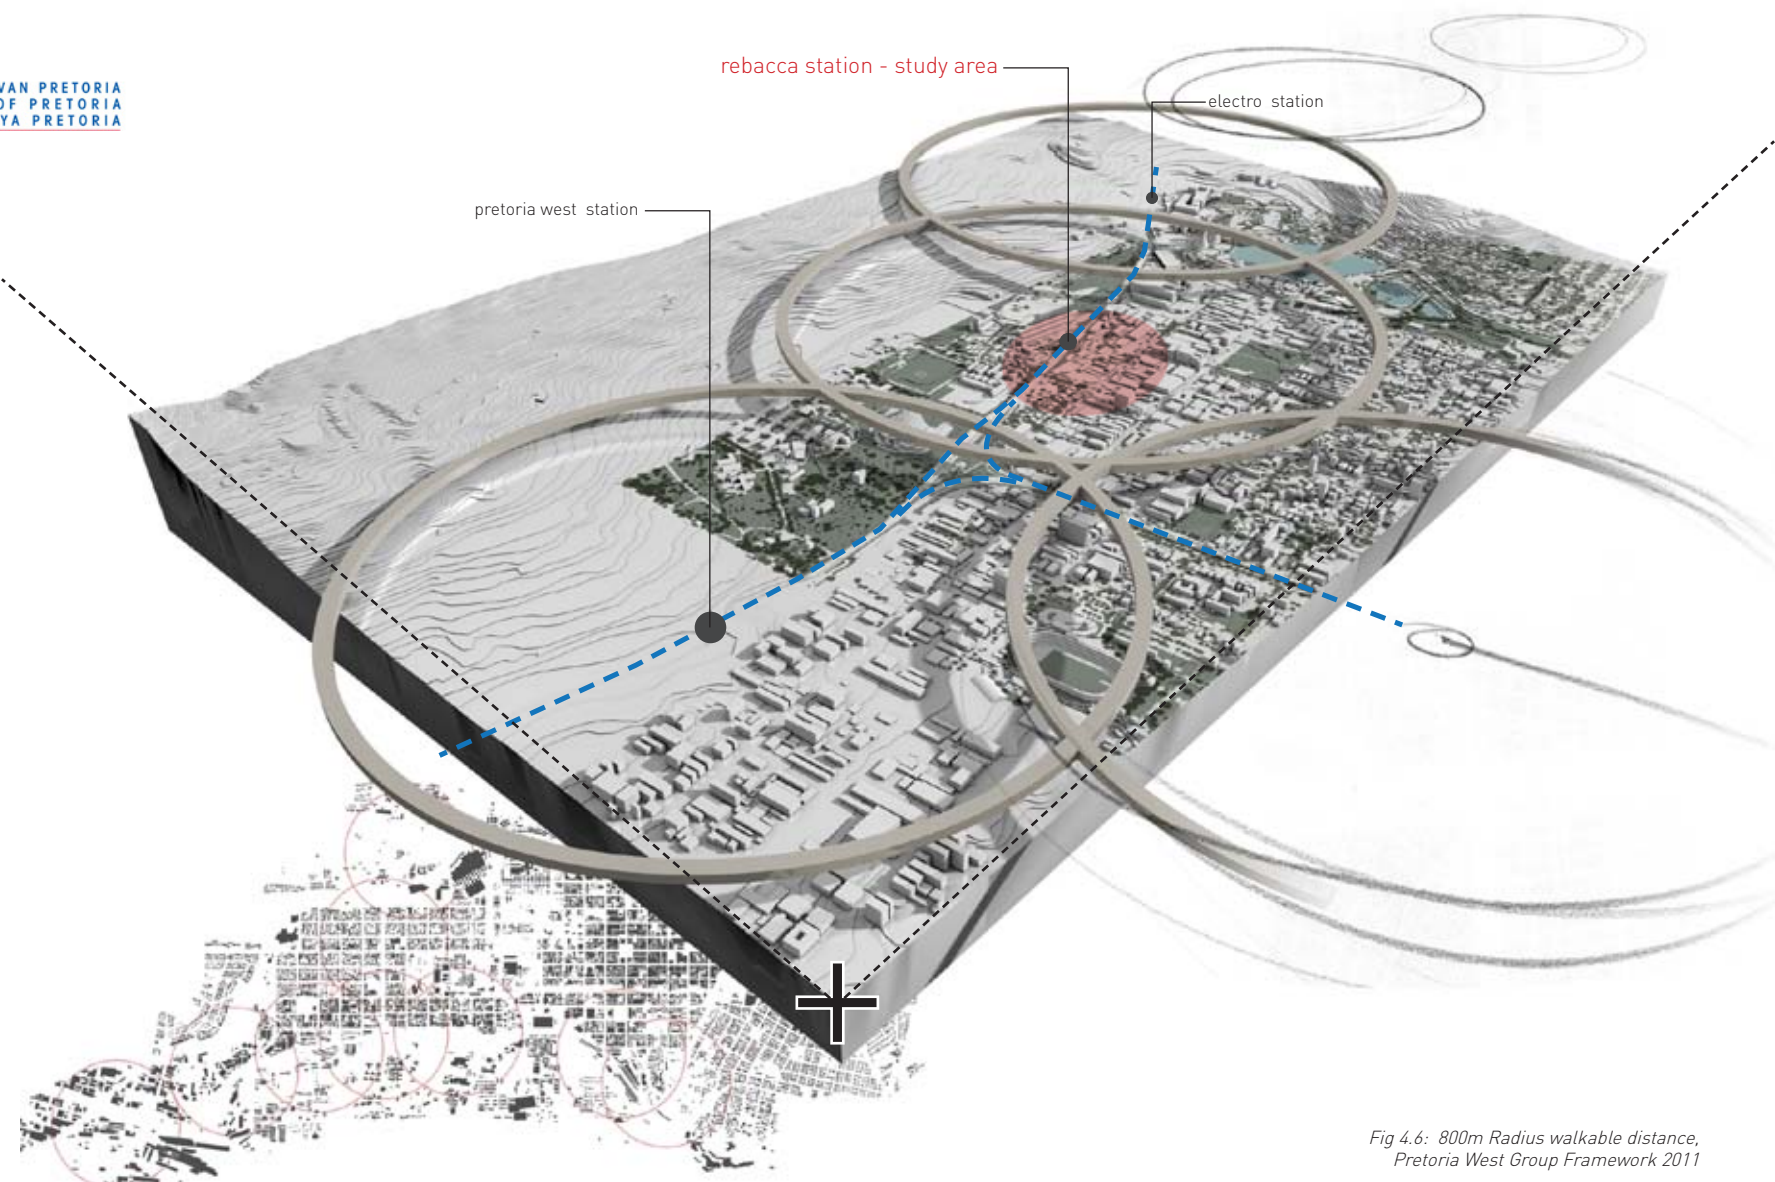 VAN PRETORIA
OF PRETORIA
YA PRETORIA
rebacca station - study area
electro station
pretoria west station
Fig 4.6: 800m Radius walkable distance,
Pretoria West Group Framework 2011